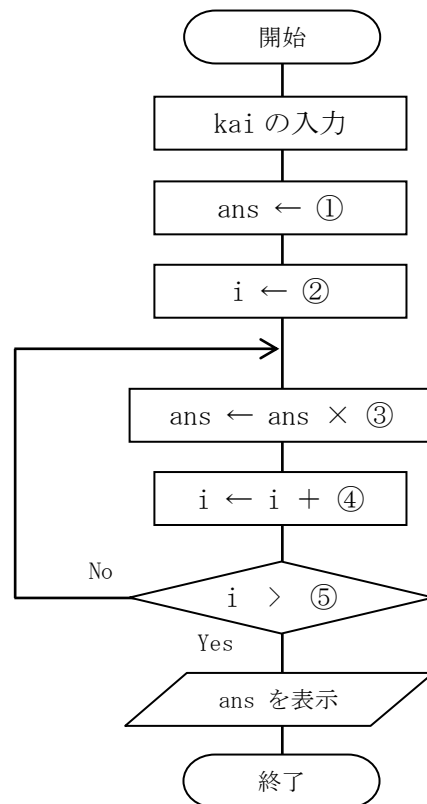 開始
kai の入力
ans ← ①
i ← ②
ans ← ans × ③
i ← i + ④
No
i > ⑤
Yes
ans を表示
終了